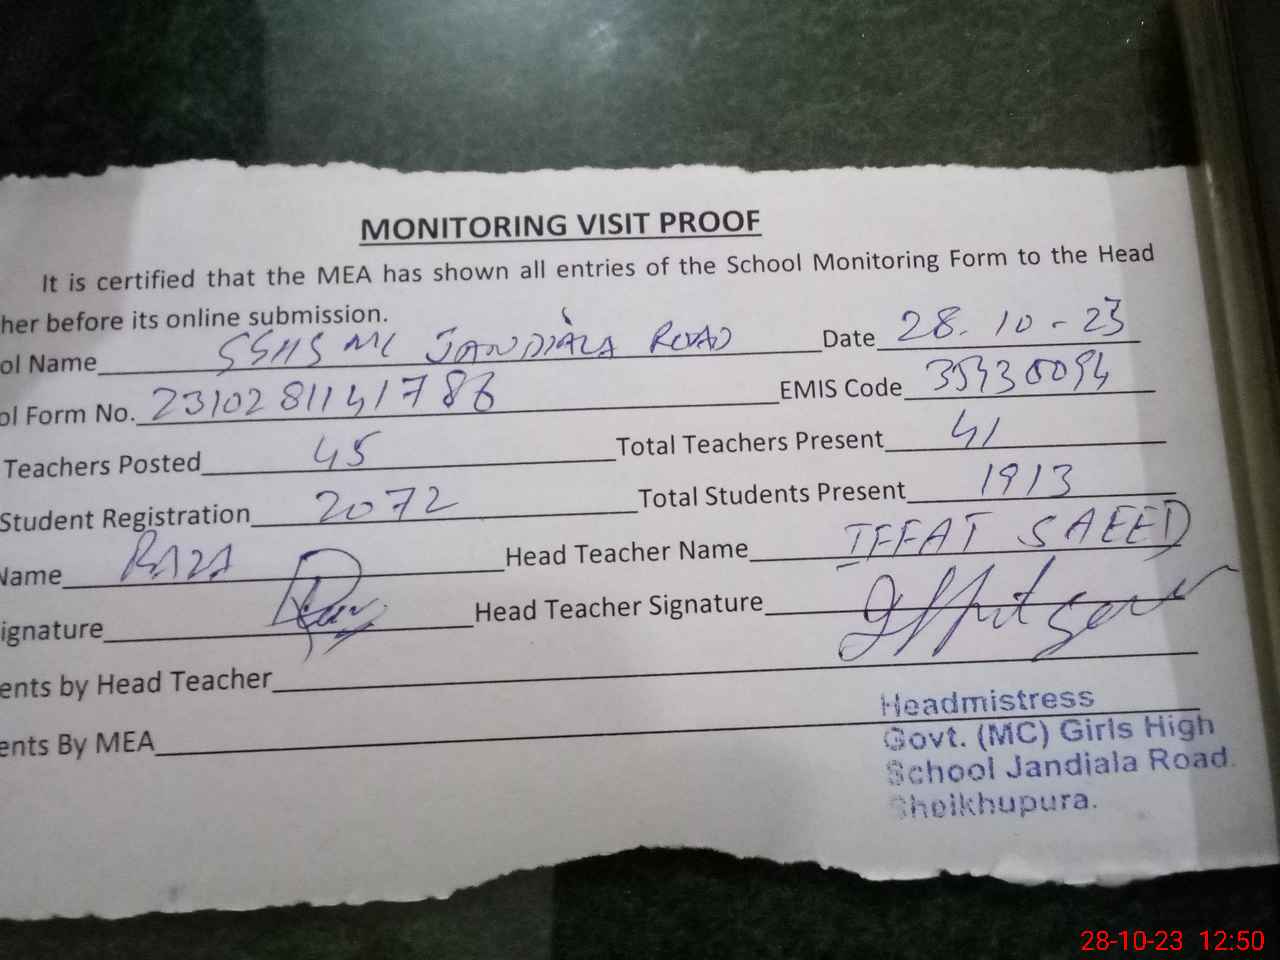 MONITORING VISIT PROOF
It is certified that the MEA has shown all entries of the School Monitoring Form to the Head
her before its online submission.
ol Name GGHS MC JANDIALA ROAD Date 28-10-23
ol Form No. 2310281141786 EMIS Code 35430094
Teachers Posted 45 Total Teachers Present 41
Student Registration 2072 Total Students Present 1913
Name RAZA Head Teacher Name IFFAT SAEED
ignature Head Teacher Signature
ents by Head Teacher
ents By MEA
Headmistress
Govt. (MC) Girls High
School Jandiala Road.
Sheikhupura.
28-10-23 12:50